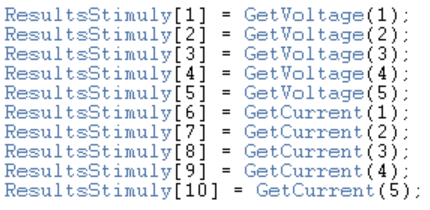 ResultsStimuly[1] = GetVoltage(1);
ResultsStimuly[2] = GetVoltage(2);
ResultsStimuly[3] = GetVoltage(3);
ResultsStimuly[4] = GetVoltage(4);
ResultsStimuly[5] = GetVoltage(5);
ResultsStimuly[6] = GetCurrent(1);
ResultsStimuly[7] = GetCurrent(2);
ResultsStimuly[8] = GetCurrent(3);
ResultsStimuly[9] = GetCurrent(4);
ResultsStimuly[10] = GetCurrent(5);